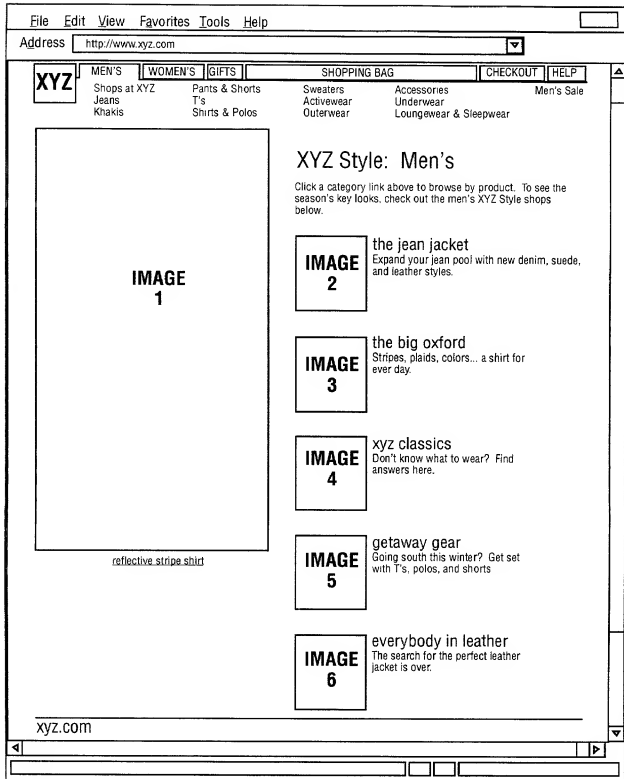 File Edit View Favorites Tools Help
Address http://www.xyz.com
XYZ MEN'S WOMEN'S GIFTS SHOPPING BAG CHECKOUT HELP
Shops at XYZ Pants & Shorts Sweaters Accessories Men's Sale
Jeans T's Activewear Underwear
Khakis Shirts & Polos Outerwear Loungewear & Sleepwear
IMAGE
1
reflective stripe shirt
XYZ Style: Men's
Click a category link above to browse by product. To see the
season's key looks, check out the men's XYZ Style shops
below.
IMAGE
2
the jean jacket
Expand your jean pool with new denim, suede,
and leather styles.
IMAGE
3
the big oxford
Stripes, plaids, colors... a shirt for
ever day.
IMAGE
4
xyz classics
Don't know what to wear? Find
answers here.
IMAGE
5
getaway gear
Going south this winter? Get set
with T's, polos, and shorts
IMAGE
6
everybody in leather
The search for the perfect leather
jacket is over.
xyz.com